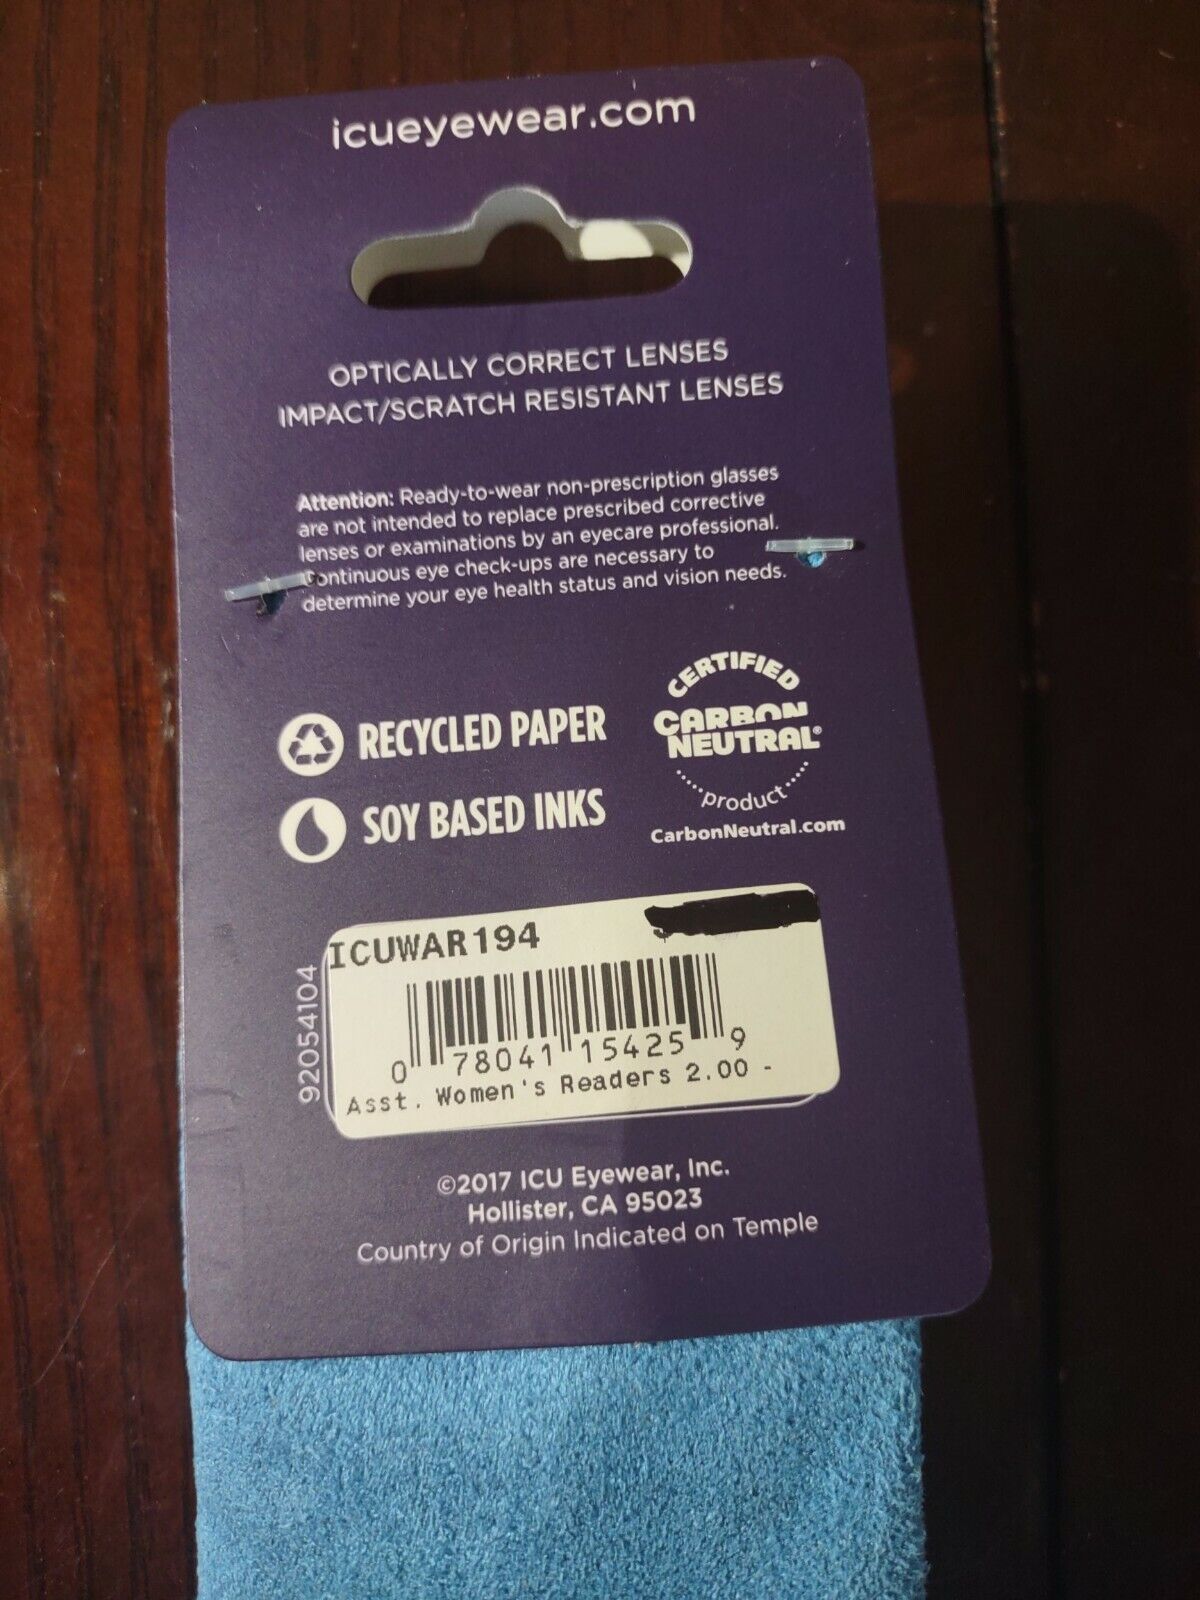 icueyewear.com
OPTICALLY CORRECT LENSES
IMPACT/SCRATCH RESISTANT LENSES
Attention: Ready-to-wear non-prescription glasses
are not intended to replace prescribed corrective
lenses or examinations by an eyecare professional.
Continuous eye check-ups are necessary to
determine your eye health status and vision needs.
RECYCLED PAPER
SOY BASED INKS
CERTIFIED
CARBON
NEUTRAL®
product
CarbonNeutral.com
92054104
ICUWAR194
0 78041 15425 9
Asst. Women's Readers 2.00 -
©2017 ICU Eyewear, Inc.
Hollister, CA 95023
Country of Origin Indicated on Temple